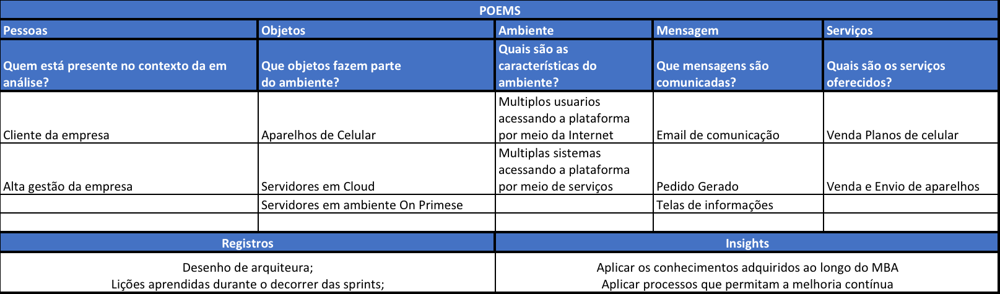 POEMS
Pessoas
Objetos
Ambiente
Mensagem
Serviços
Quem está presente no contexto da em
análise?
Que objetos fazem parte
do ambiente?
Quais são as
características do
ambiente?
Que mensagens são
comunicadas?
Quais são os serviços
oferecidos?
Cliente da empresa
Aparelhos de Celular
Multiplos usuarios
acessando a plataforma
por meio da Internet
Email de comunicação
Venda Planos de celular
Alta gestão da empresa
Servidores em Cloud
Multiplas sistemas
acessando a plataforma
por meio de serviços
Pedido Gerado
Venda e Envio de aparelhos
Servidores em ambiente On Primese
Telas de informações
Registros
Insights
Desenho de arquiteura;
Lições aprendidas durante o decorrer das sprints;
Aplicar os conhecimentos adquiridos ao longo do MBA
Aplicar processos que permitam a melhoria contínua